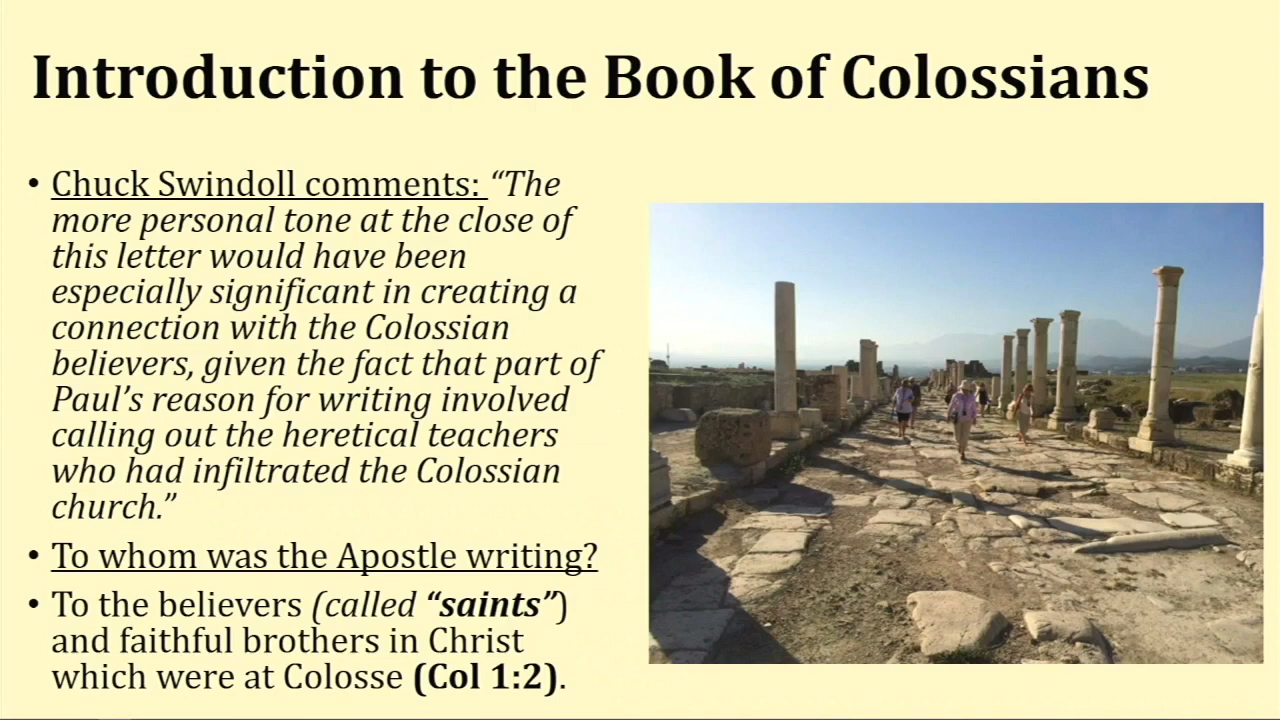 Introduction to the Book of Colossians
• Chuck Swindoll comments: “The
more personal tone at the close of
this letter would have been
especially significant in creating a
connection with the Colossian
believers, given the fact that part of
Paul’s reason for writing involved
calling out the heretical teachers
who had infiltrated the Colossian
church.”
• To whom was the Apostle writing?
• To the believers (called “saints”)
and faithful brothers in Christ
which were at Colosse (Col 1:2).